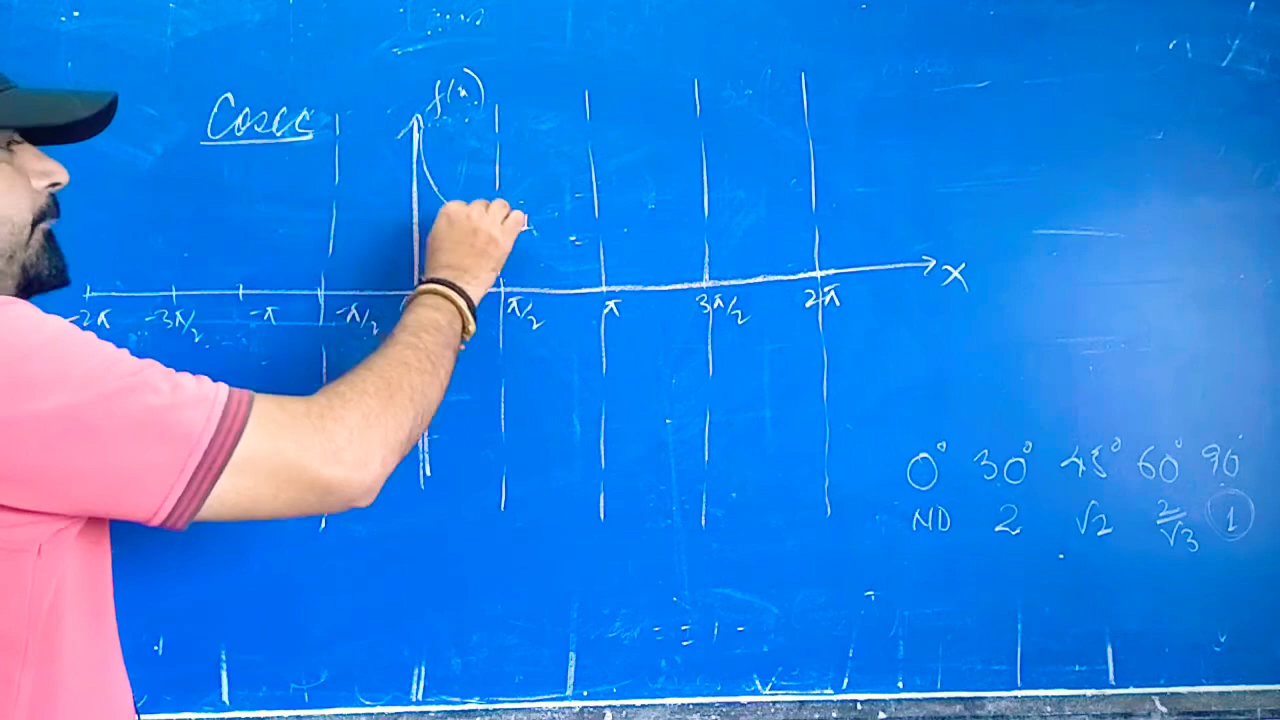 f(x)
Cosec
X
-2π -3π/2 -π -π/2 π/2 π 3π/2 2π
0° 30° 45° 60° 90°
ND 2 √2 2/√3 1